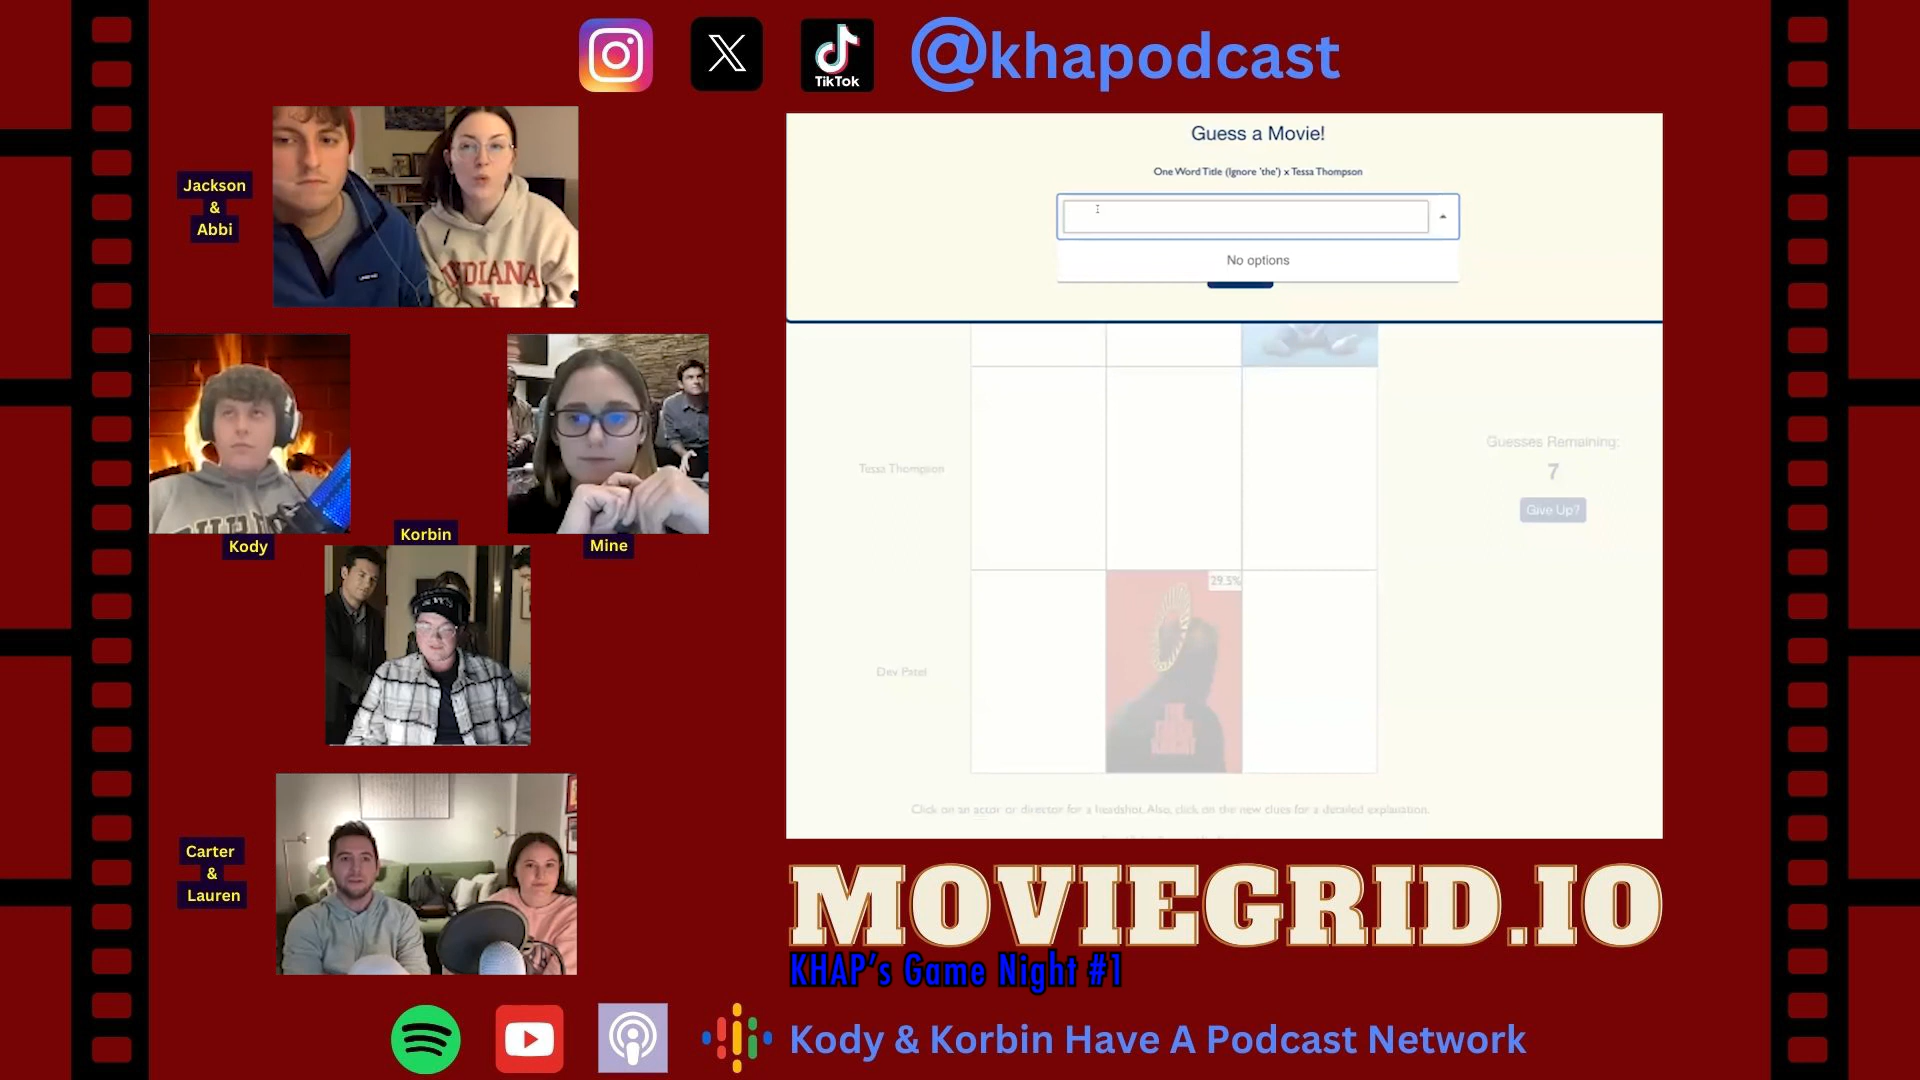 TikTok
@khapodcast
Jackson
&
Abbi
INDIANA
Kody
Korbin
Mine
Carter
&
Lauren
Guess a Movie!
One Word Title (Ignore 'the') x Tessa Thompson
No options
Tessa Thompson
Guesses Remaining:
7
Give Up?
29.5%
Dev Patel
Click on an actor or director for a headshot. Also, click on the new clues for a detailed explanation.
MOVIEGRID.IO
KHAP's Game Night #1
Kody & Korbin Have A Podcast Network